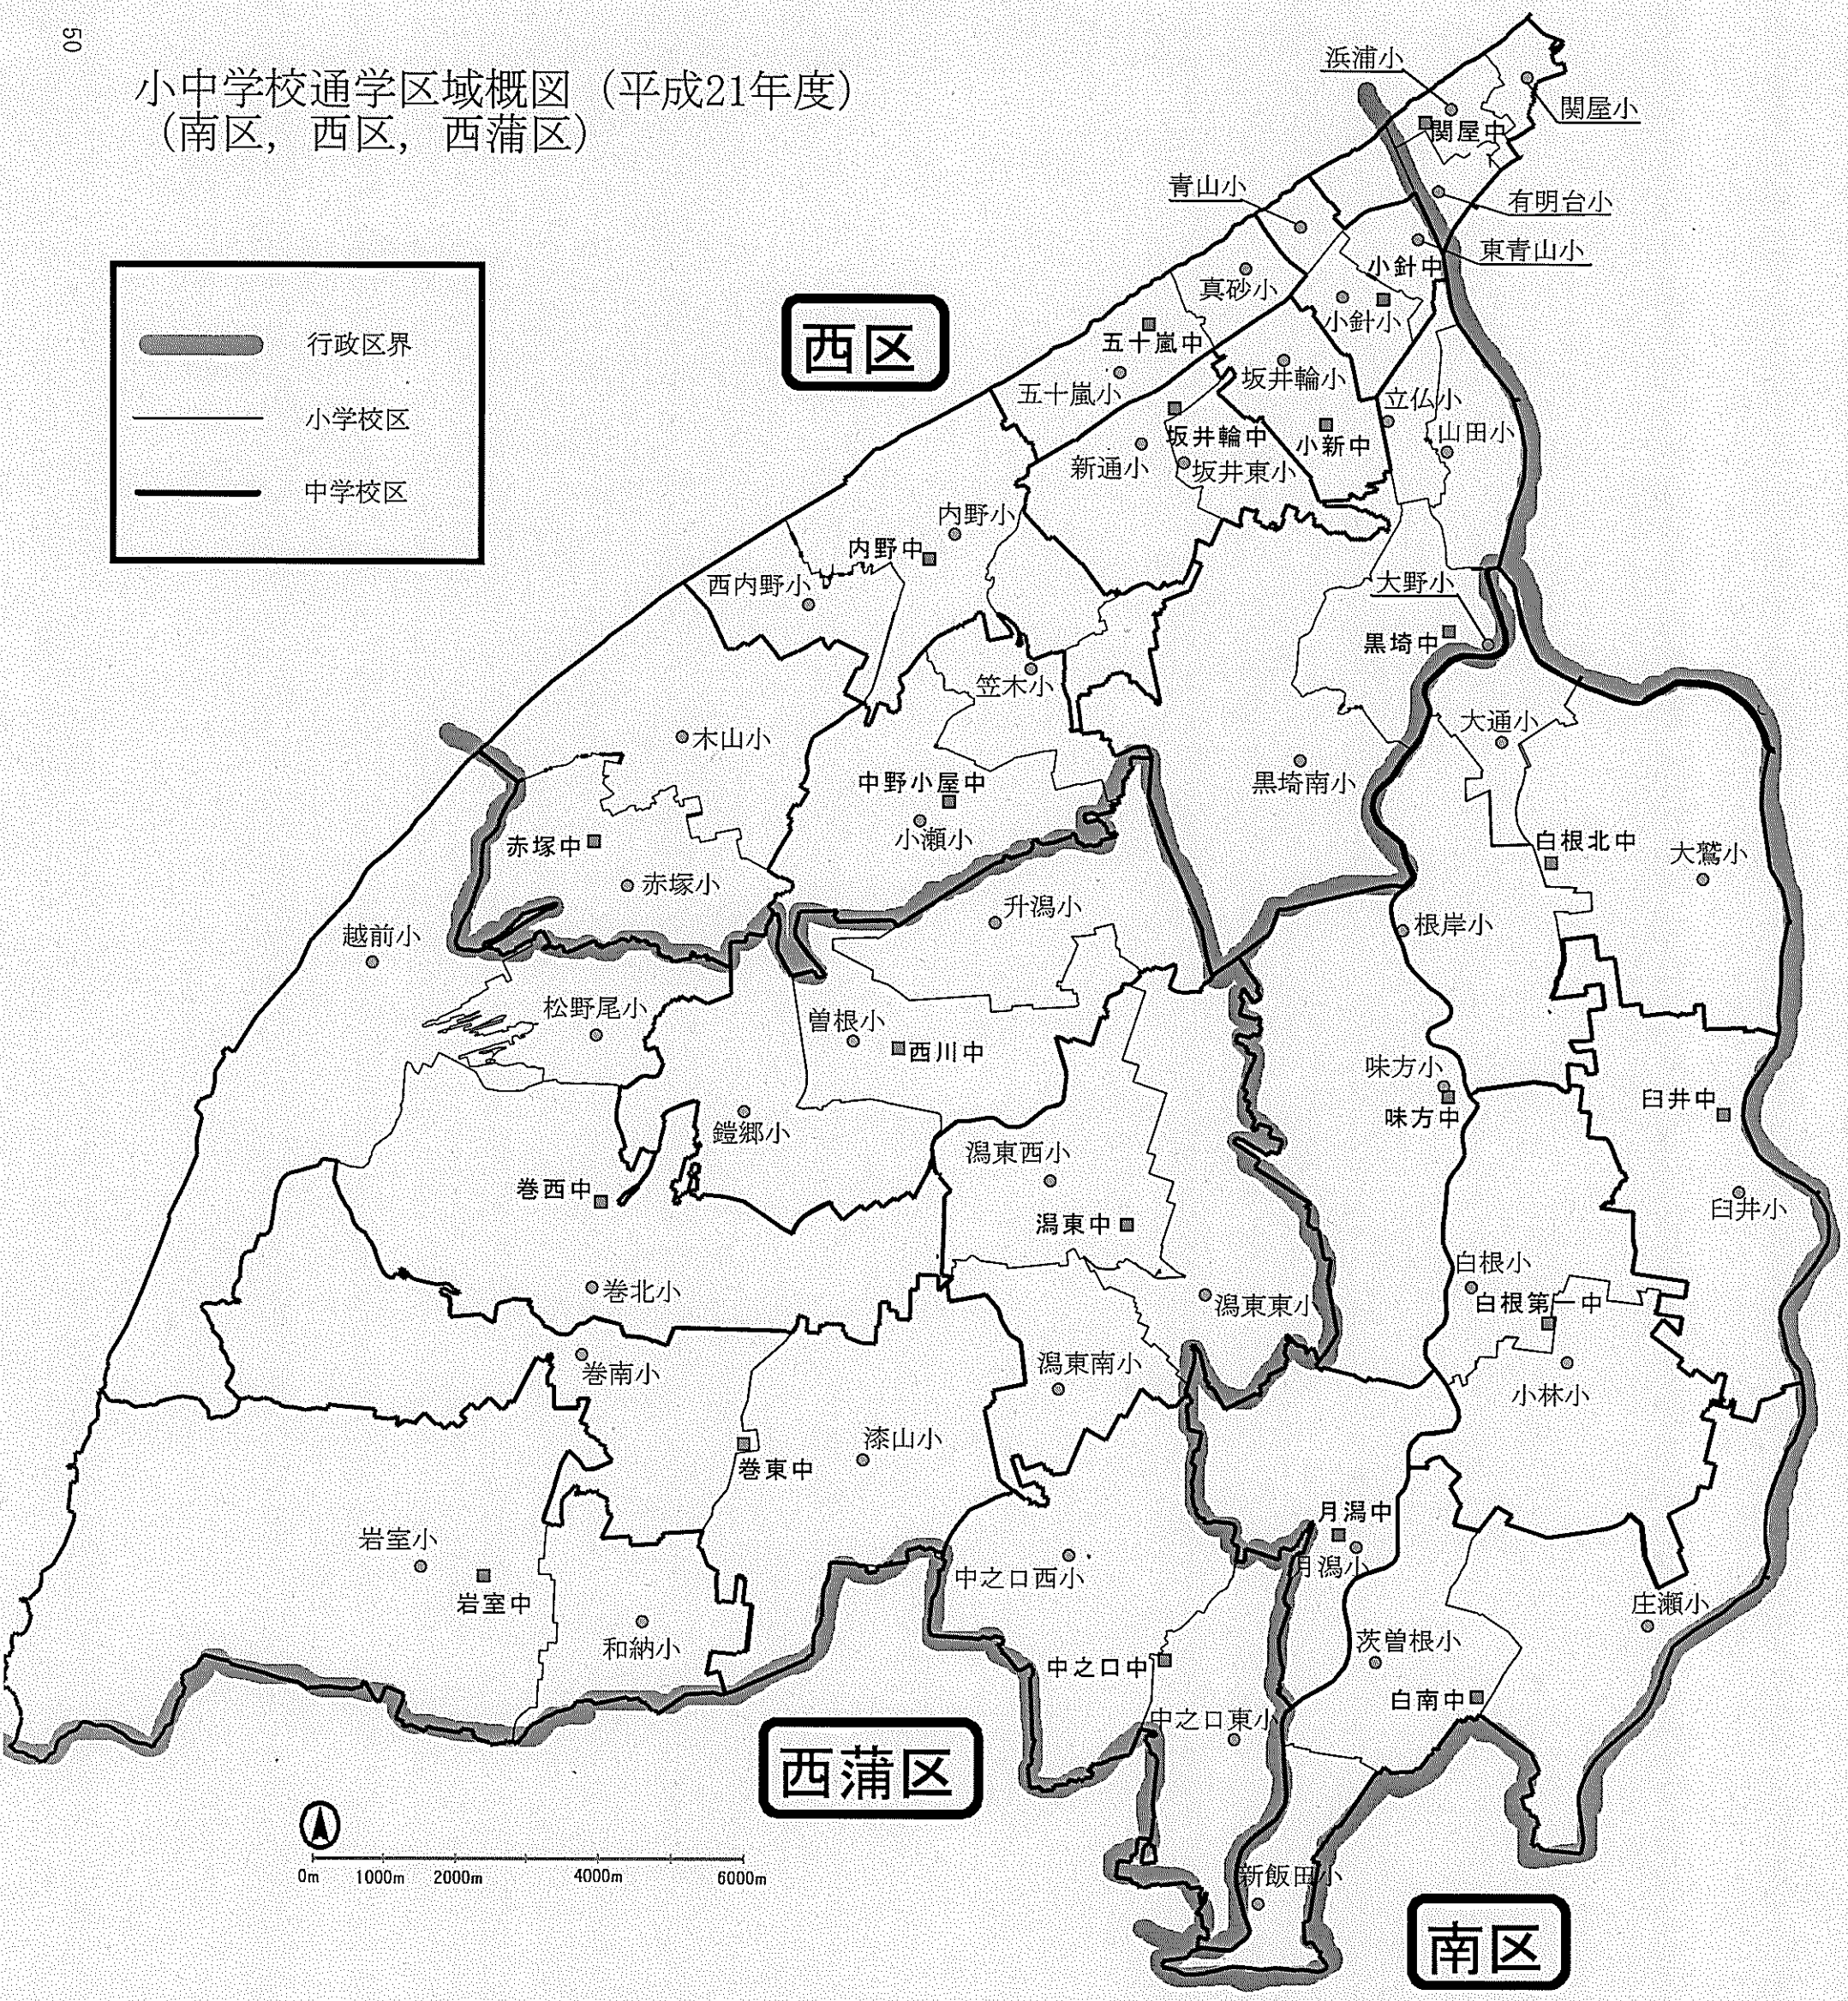 50
小中学校通学区域概図（平成21年度）
（南区，西区，西蒲区）
行政区界
小学校区
中学校区
西区
浜浦小
関屋小
関屋中
青山小
有明台小
東青山小
小針中
真砂小
小針小
五十嵐中
坂井輪小
五十嵐小
立仏小
山田小
坂井輪中
小新中
新通小
坂井東小
内野小
内野中
西内野小
大野小
黒埼中
笠木小
大通小
木山小
中野小屋中
黒埼南小
小瀬小
赤塚中
白根北中
大鷲小
赤塚小
升潟小
越前小
根岸小
松野尾小
曽根小
西川中
味方小
味方中
臼井中
鎧郷小
潟東西小
巻西中
潟東中
臼井小
白根小
巻北小
潟東東小
白根第一中
巻南小
潟東南小
小林小
漆山小
巻東中
岩室小
月潟中
月潟小
中之口西小
岩室中
庄瀬小
和納小
茨曽根小
中之口中
白南中
中之口東小
西蒲区
新飯田小
0m
1000m
2000m
4000m
6000m
南区